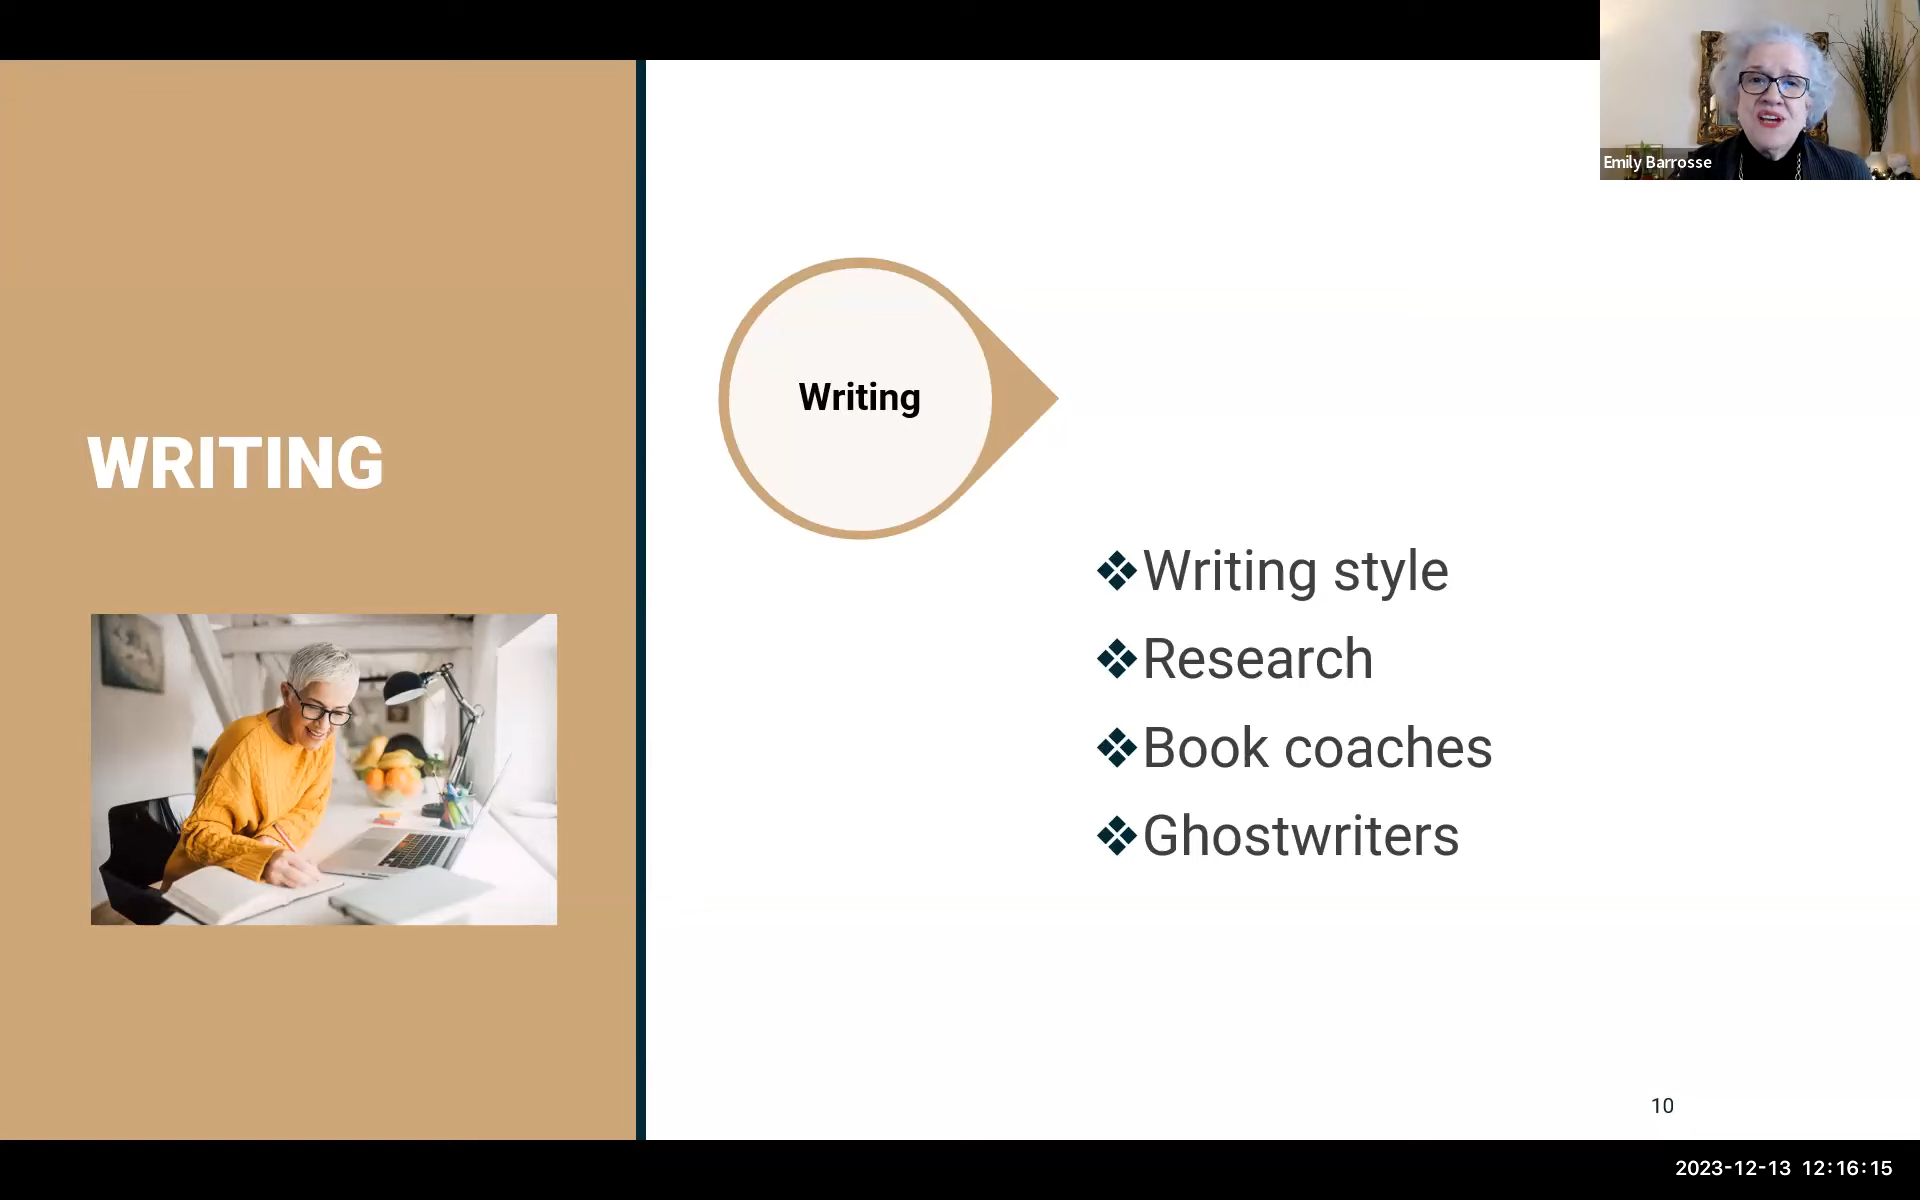 Emily Barrosse
WRITING
Writing
Writing style
Research
Book coaches
Ghostwriters
10
2023-12-13 12:16:15